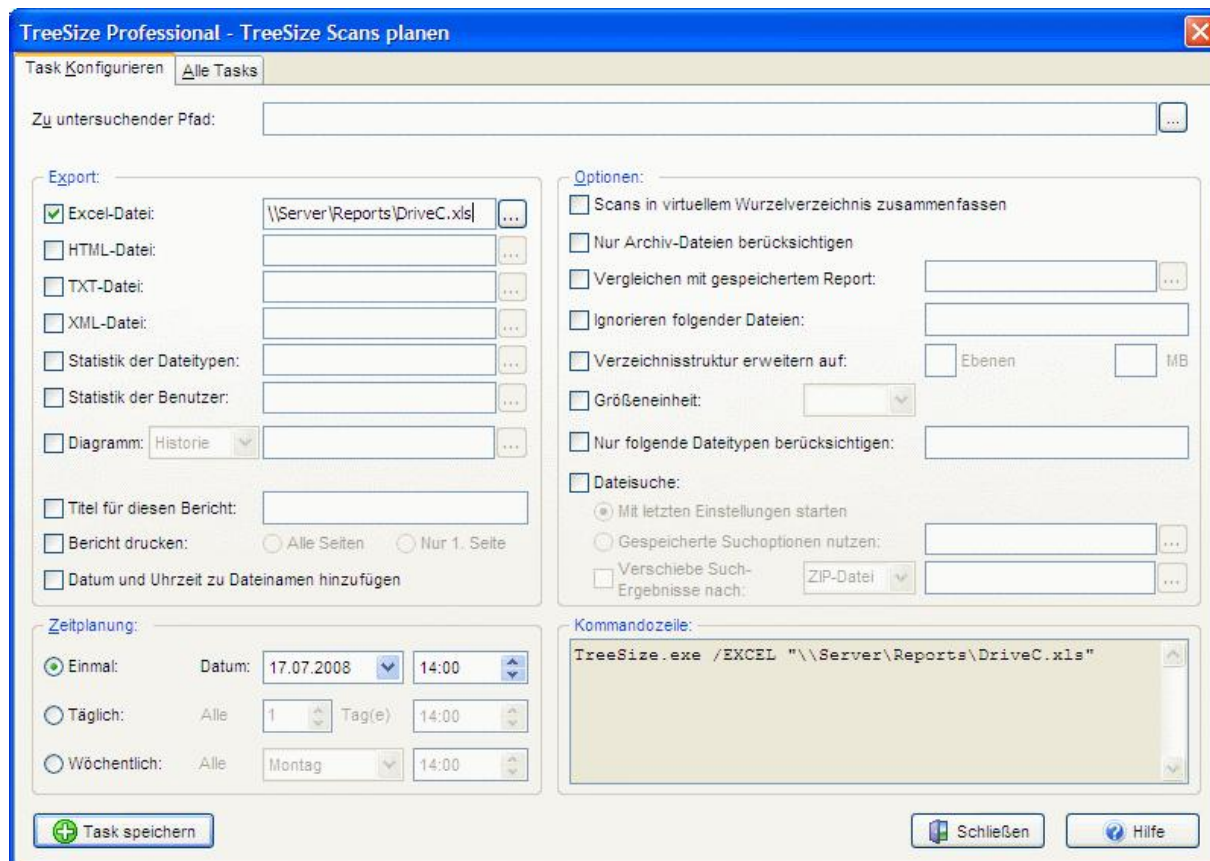 TreeSize Professional - TreeSize Scans planen
Task Konfigurieren
Alle Tasks
Zu untersuchender Pfad:
...
Export:
Excel-Datei:
\\Server\Reports\DriveC.xls
...
HTML-Datei:
...
TXT-Datei:
...
XML-Datei:
...
Statistik der Dateitypen:
...
Statistik der Benutzer:
...
Diagramm:
Historie
...
Titel für diesen Bericht:
Bericht drucken:
Alle Seiten
Nur 1. Seite
Datum und Uhrzeit zu Dateinamen hinzufügen
Optionen:
Scans in virtuellem Wurzelverzeichnis zusammenfassen
Nur Archiv-Dateien berücksichtigen
Vergleichen mit gespeichertem Report:
...
Ignorieren folgender Dateien:
Verzeichnisstruktur erweitern auf:
Ebenen
MB
Größeneinheit:
Nur folgende Dateitypen berücksichtigen:
Dateisuche:
Mit letzten Einstellungen starten
Gespeicherte Suchoptionen nutzen:
...
Verschiebe Such-
Ergebnisse nach:
ZIP-Datei
...
Zeitplanung:
Einmal:
Datum:
17.07.2008
14:00
Täglich:
Alle
1
Tag(e)
14:00
Wöchentlich:
Alle
Montag
14:00
Kommandozeile:
TreeSize.exe /EXCEL "\\Server\Reports\DriveC.xls"
Task speichern
Schließen
Hilfe